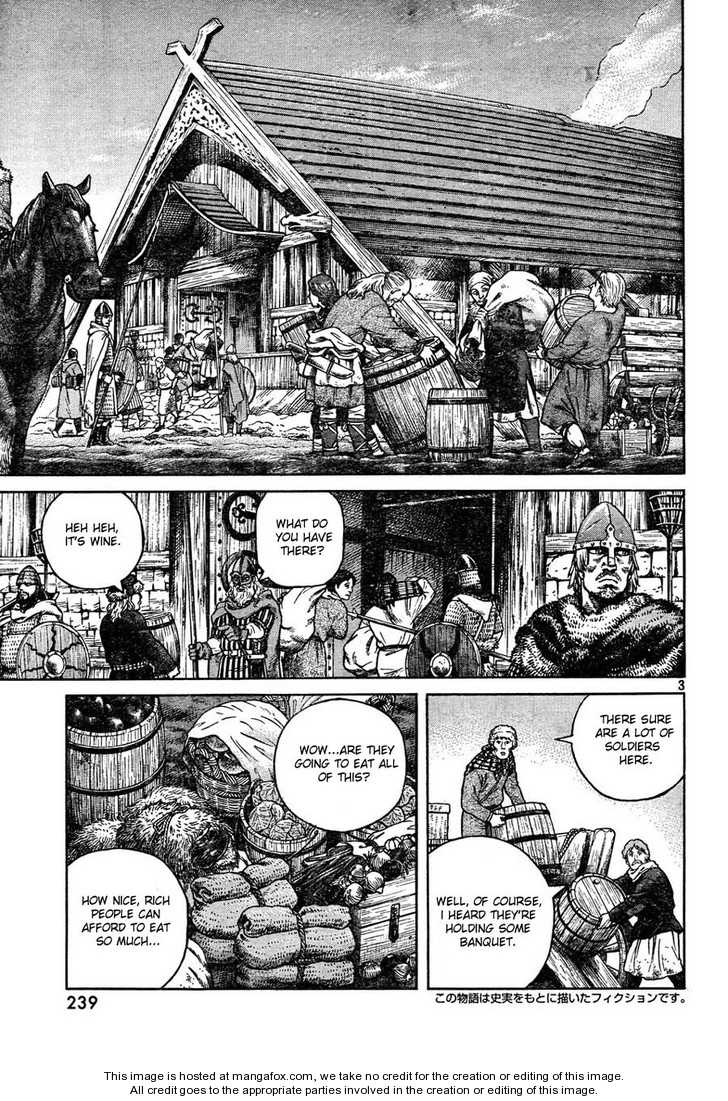 WHAT DO
YOU HAVE
THERE?
HEH HEH,
IT'S WINE.
3
THERE SURE
ARE A LOT OF
SOLDIERS
HERE.
WELL, OF COURSE,
I HEARD THEY'RE
HOLDING SOME
BANQUET.
WOW...ARE THEY
GOING TO EAT ALL
OF THIS?
HOW NICE, RICH
PEOPLE CAN
AFFORD TO EAT
SO MUCH...
239
この物語は史実をもとに描いたフィクションです。
This image is hosted at mangafox.com, we take no credit for the creation or editing of this image.
All credit goes to the appropriate parties involved in the creation or editing of this image.